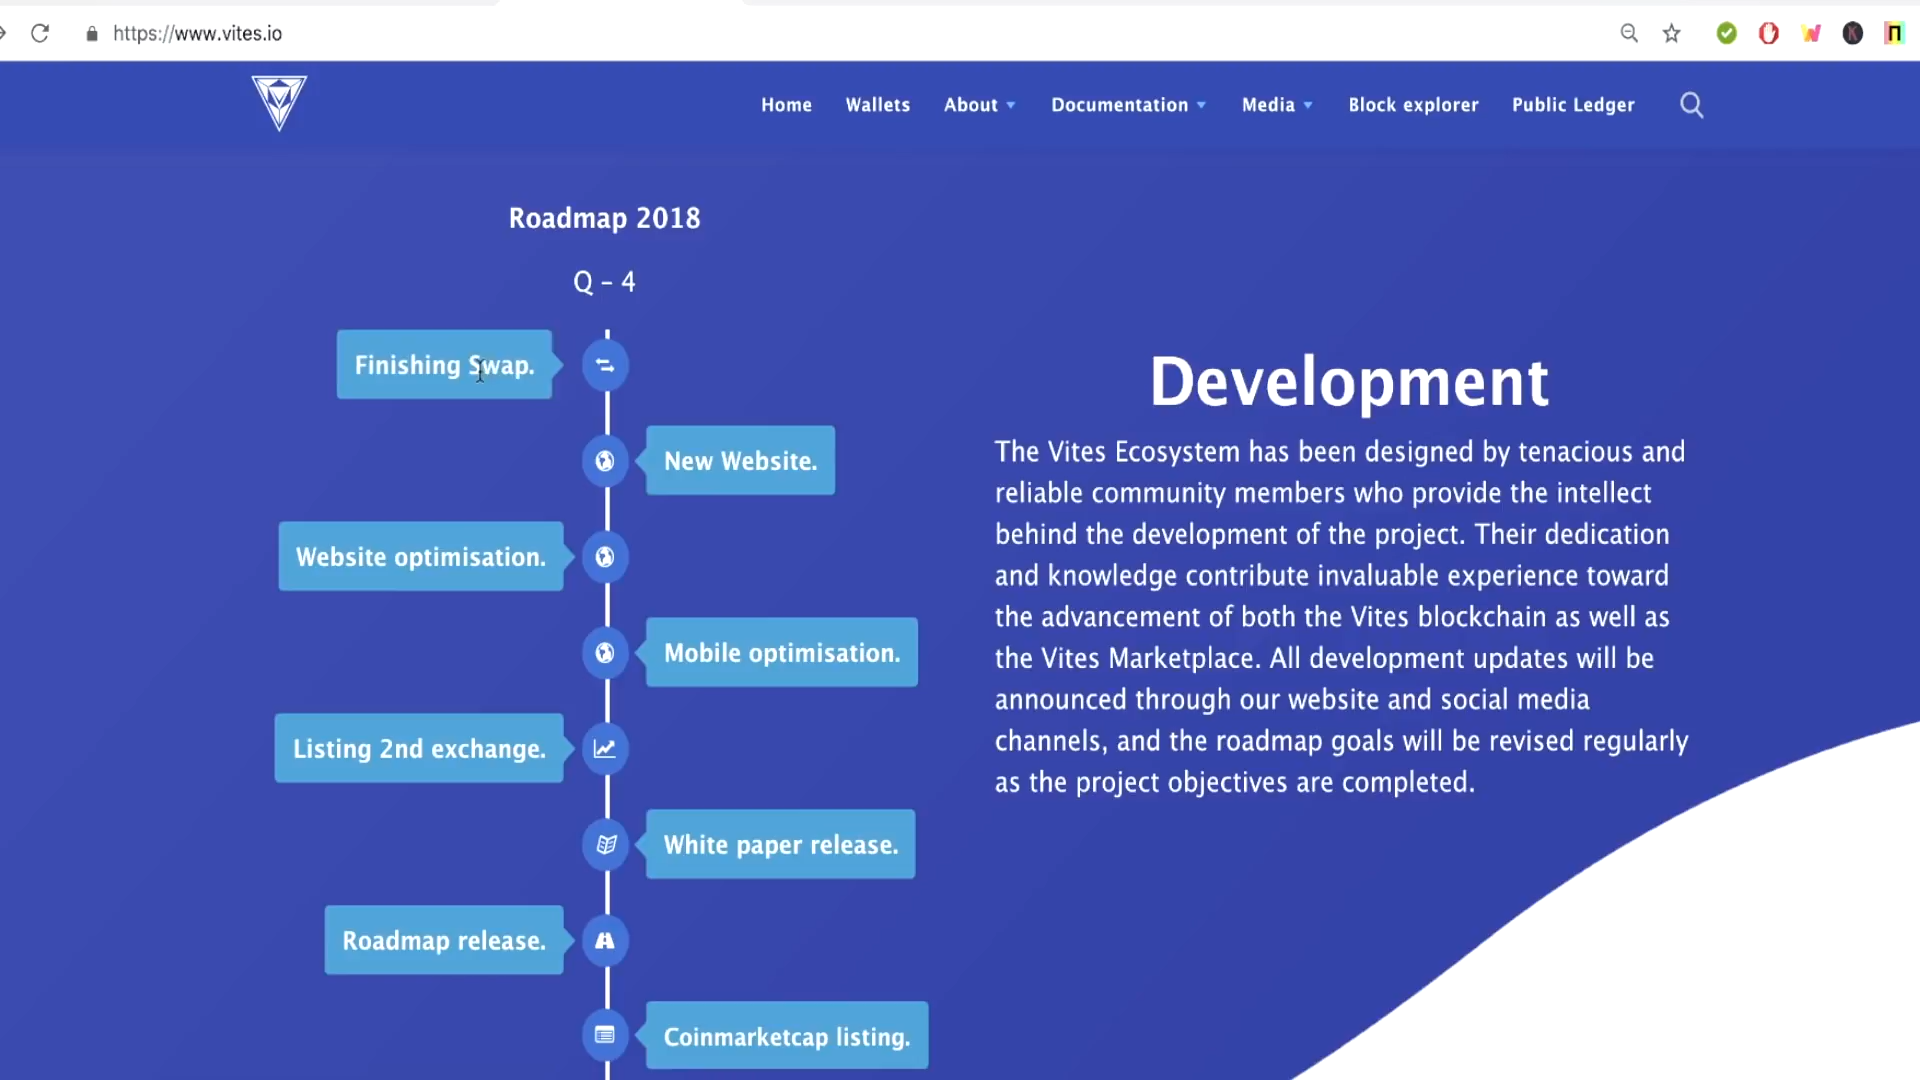 https://www.vites.io
Home Wallets About Documentation Media Block explorer Public Ledger
Roadmap 2018
Q - 4
Finishing Swap.
New Website.
Website optimisation.
Mobile optimisation.
Listing 2nd exchange.
White paper release.
Roadmap release.
Coinmarketcap listing.
Development
The Vites Ecosystem has been designed by tenacious and
reliable community members who provide the intellect
behind the development of the project. Their dedication
and knowledge contribute invaluable experience toward
the advancement of both the Vites blockchain as well as
the Vites Marketplace. All development updates will be
announced through our website and social media
channels, and the roadmap goals will be revised regularly
as the project objectives are completed.